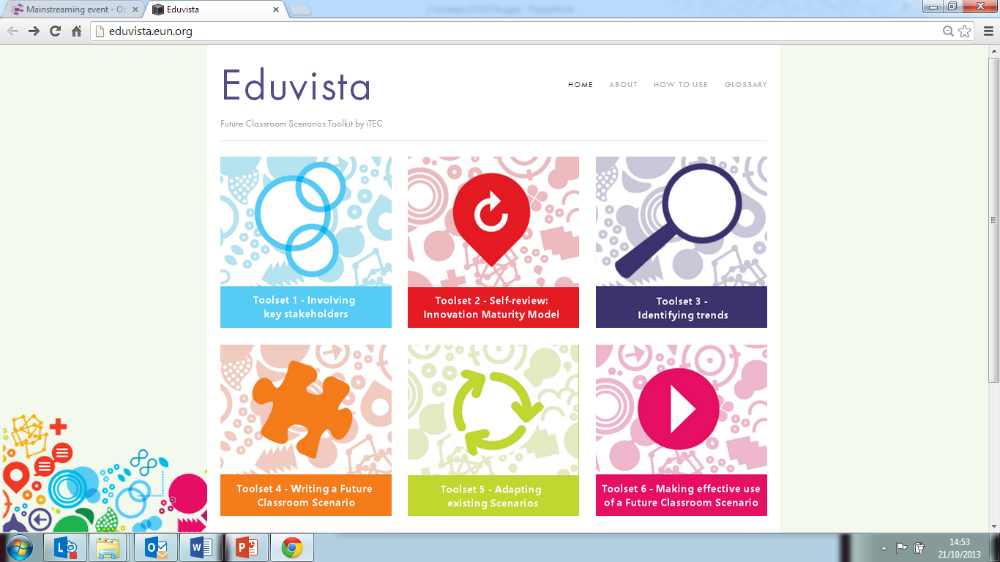 Mainstreaming event - Oc
Eduvista
eduvista.eun.org
Eduvista
HOME ABOUT HOW TO USE GLOSSARY
Future Classroom Scenarios Toolkit by iTEC
Toolset 1 - Involving
key stakeholders
Toolset 2 - Self-review:
Innovation Maturity Model
Toolset 3 -
Identifying trends
Toolset 4 - Writing a Future
Classroom Scenario
Toolset 5 - Adapting
existing Scenarios
Toolset 6 - Making effective use
of a Future Classroom Scenario
14:53
21/10/2013